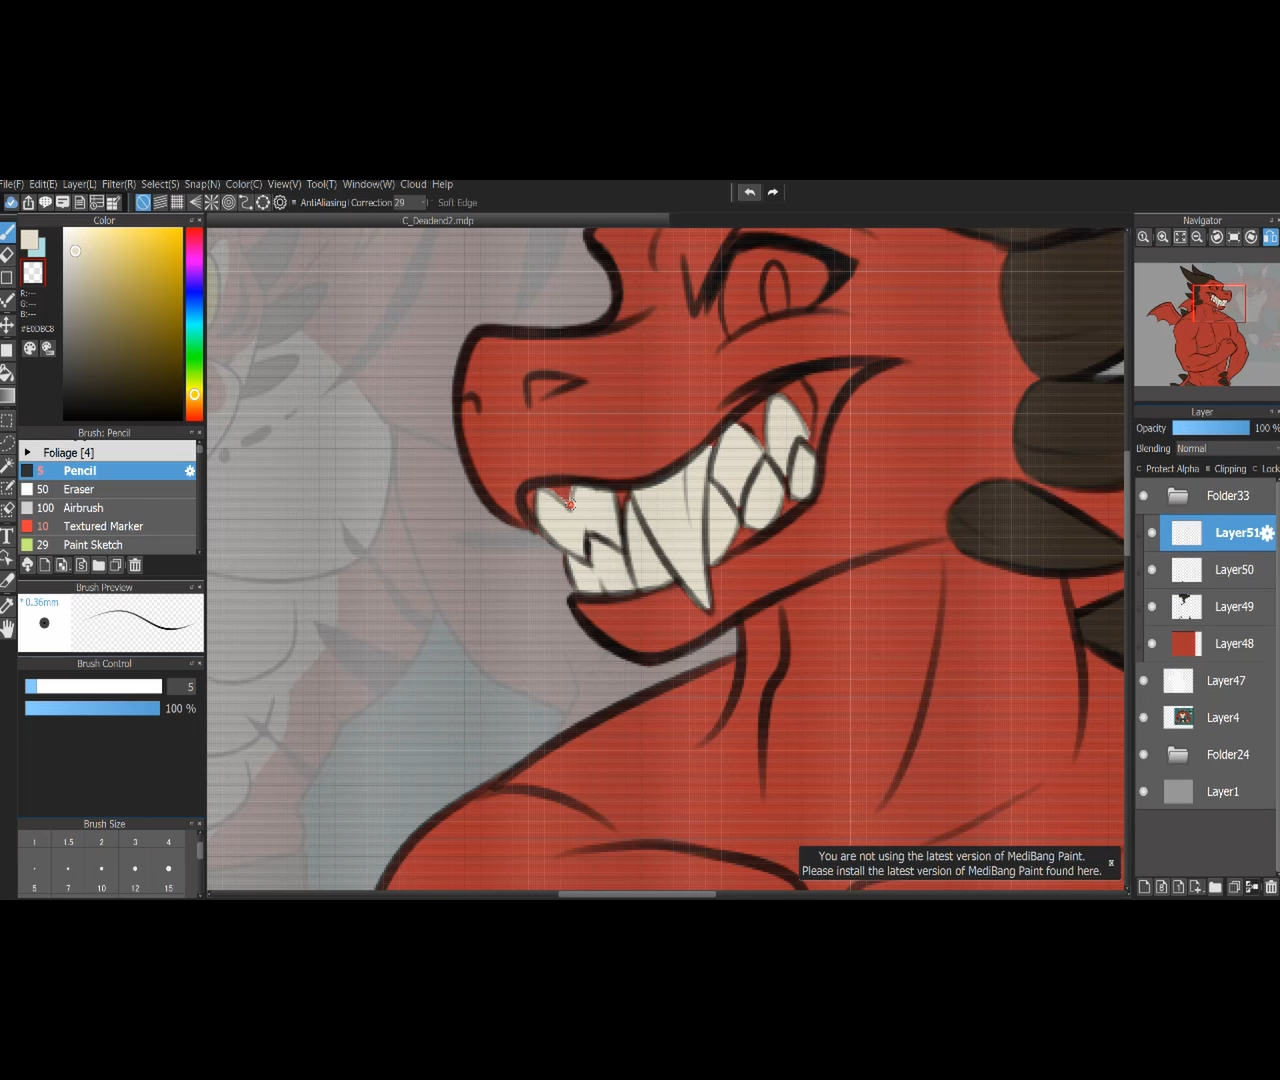 File(F) Edit(E) Layer(L) Filter(R) Select(S) Snap(N) Color(C) View(V) Tool(T) Window(W) Cloud Help
AntiAliasing Correction 29 Soft Edge
Color
C_Deadend2.mdp
Navigator
R:---
G:---
B:---
#E0DBC8
Brush: Pencil
Foliage [4]
5 Pencil
50 Eraser
100 Airbrush
10 Textured Marker
29 Paint Sketch
Brush Preview
* 0.36mm
Brush Control
5
100 %
Brush Size
1 1.5 2 3 4
5 7 10 12 15
Layer
Opacity 100 %
Blending Normal
Protect Alpha Clipping Lock
Folder33
Layer51
Layer50
Layer49
Layer48
Layer47
Layer4
Folder24
Layer1
You are not using the latest version of MediBang Paint.
Please install the latest version of MediBang Paint found here.